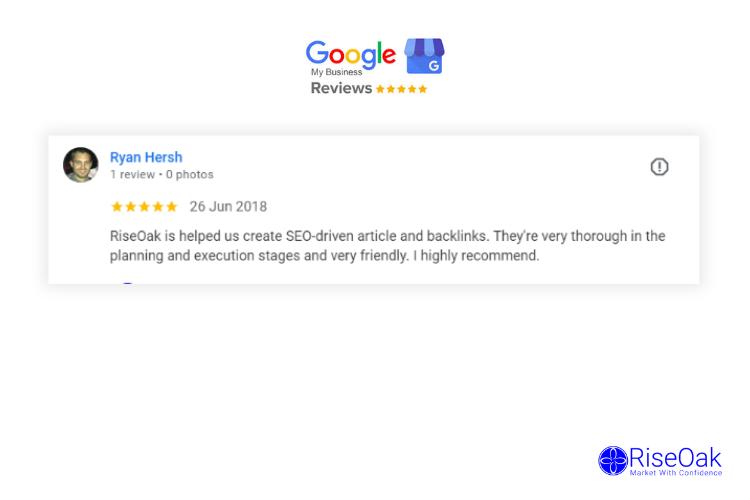 Google
My Business
Reviews
G
Ryan Hersh
1 review • 0 photos
26 Jun 2018
RiseOak is helped us create SEO-driven article and backlinks. They're very thorough in the
planning and execution stages and very friendly. I highly recommend.
RiseOak
Market With Confidence